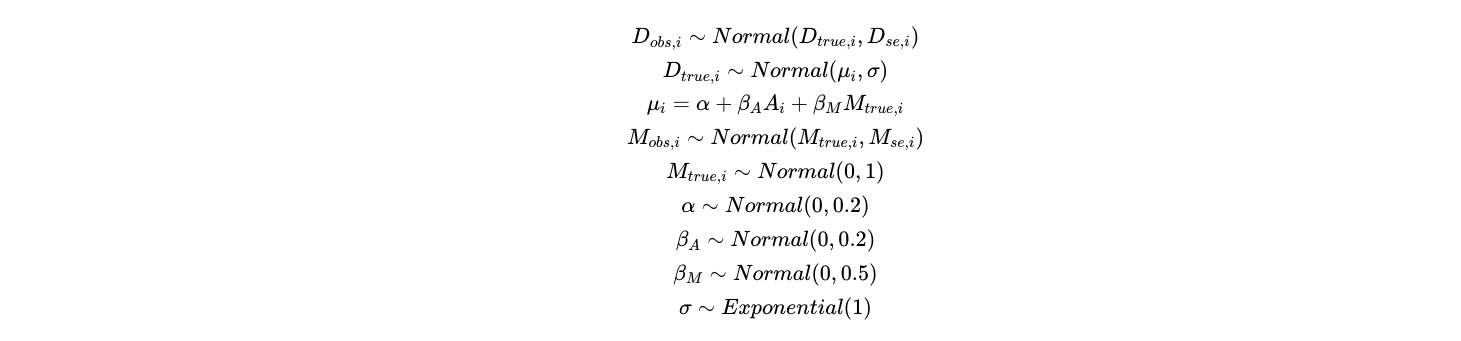 D_{obs,i} ∼ Normal(D_{true,i}, D_{se,i})
D_{true,i} ∼ Normal(μ_i, σ)
μ_i = α + β_A A_i + β_M M_{true,i}
M_{obs,i} ∼ Normal(M_{true,i}, M_{se,i})
M_{true,i} ∼ Normal(0, 1)
α ∼ Normal(0, 0.2)
β_A ∼ Normal(0, 0.2)
β_M ∼ Normal(0, 0.5)
σ ∼ Exponential(1)